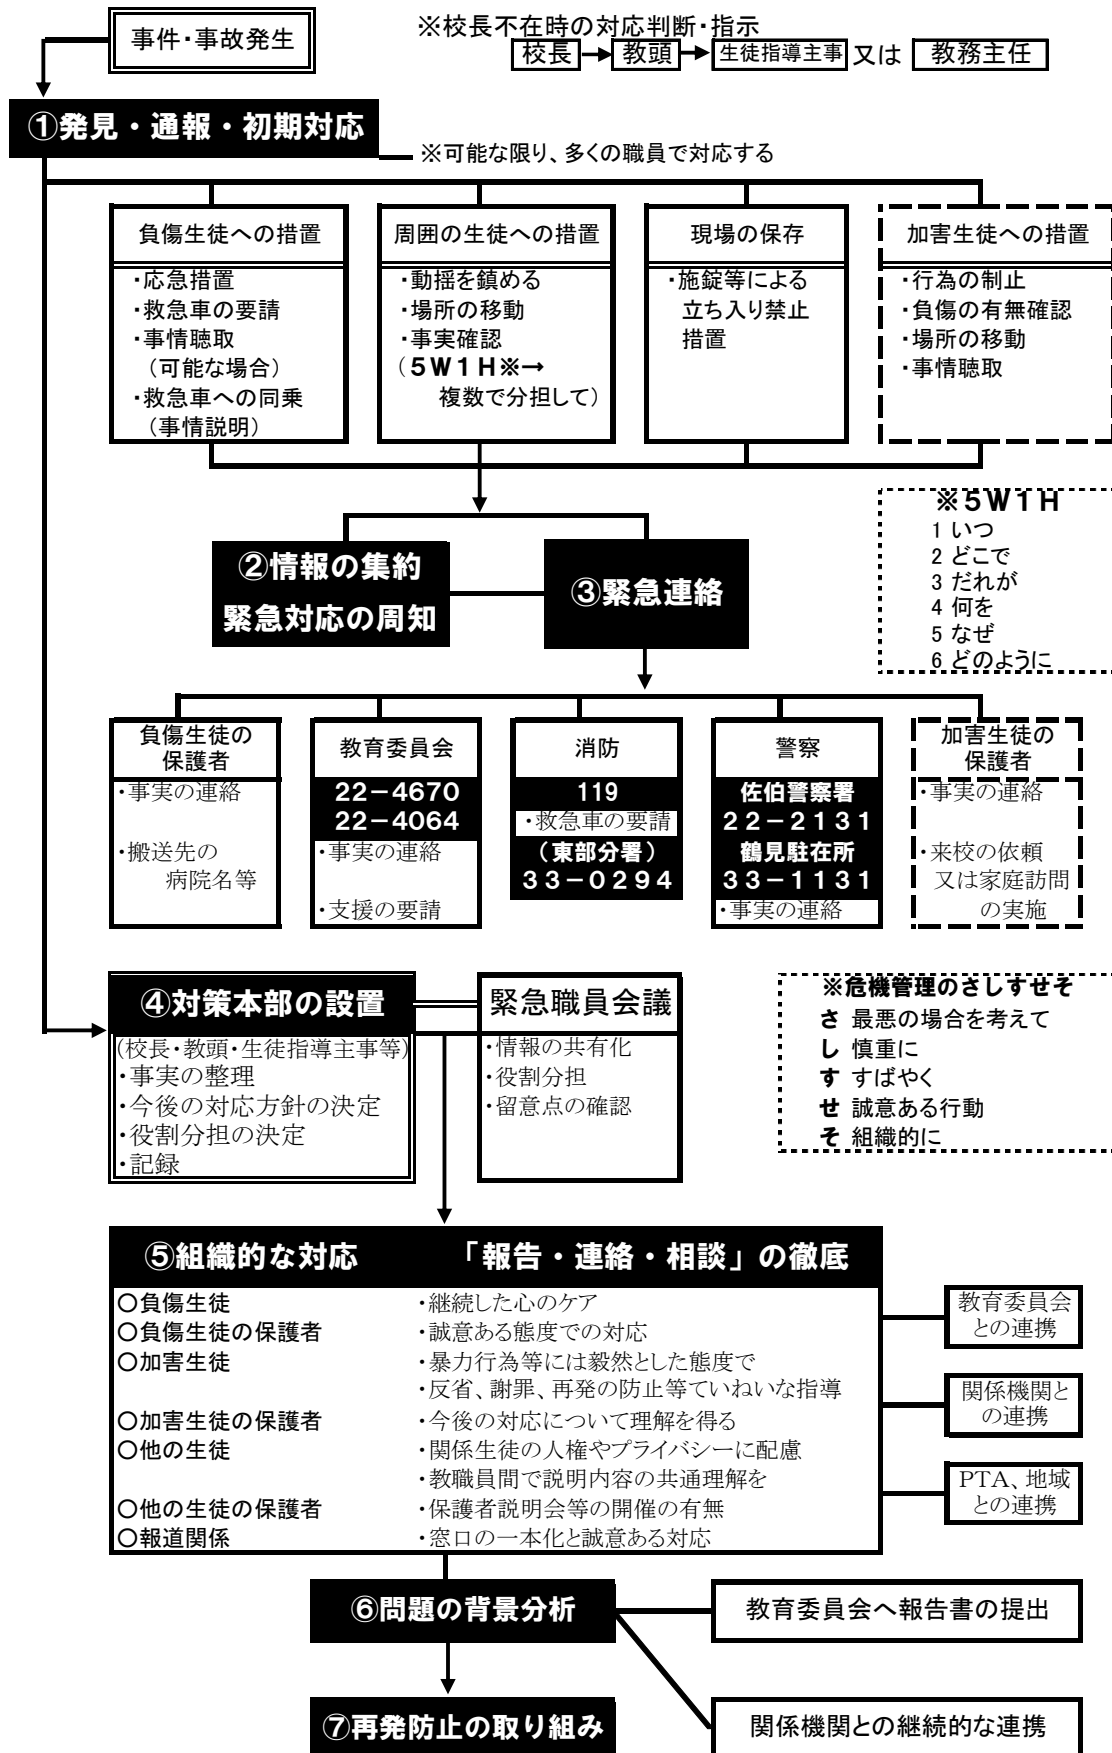 事件・事故発生
※校長不在時の対応判断・指示
校長 教頭 生徒指導主事 又は 教務主任
①発見・通報・初期対応
※可能な限り、多くの職員で対応する
負傷生徒への措置
・応急措置
・救急車の要請
・事情聴取
（可能な場合）
・救急車への同乗
（事情説明）
周囲の生徒への措置
・動揺を鎮める
・場所の移動
・事実確認
（５Ｗ１Ｈ※→
複数で分担して）
現場の保存
・施錠等による
立ち入り禁止
措置
加害生徒への措置
・行為の制止
・負傷の有無確認
・場所の移動
・事情聴取
※５Ｗ１Ｈ
1 いつ
2 どこで
3 だれが
4 何を
5 なぜ
6 どのように
②情報の集約
緊急対応の周知
③緊急連絡
負傷生徒の
保護者
・事実の連絡
・搬送先の
病院名等
教育委員会
22－4670
22－4064
・事実の連絡
・支援の要請
消防
119
・救急車の要請
（東部分署）
３３－０２９４
警察
佐伯警察署
２２－２１３１
鶴見駐在所
３３－１１３１
・事実の連絡
加害生徒の
保護者
・事実の連絡
・来校の依頼
又は家庭訪問
の実施
④対策本部の設置
(校長・教頭・生徒指導主事等)
・事実の整理
・今後の対応方針の決定
・役割分担の決定
・記録
緊急職員会議
・情報の共有化
・役割分担
・留意点の確認
※危機管理のさしすせそ
さ 最悪の場合を考えて
し 慎重に
す すばやく
せ 誠意ある行動
そ 組織的に
⑤組織的な対応 「報告・連絡・相談」の徹底
○負傷生徒 ・継続した心のケア
○負傷生徒の保護者 ・誠意ある態度での対応
○加害生徒 ・暴力行為等には毅然とした態度で
・反省、謝罪、再発の防止等ていねいな指導
○加害生徒の保護者 ・今後の対応について理解を得る
○他の生徒 ・関係生徒の人権やプライバシーに配慮
・教職員間で説明内容の共通理解を
○他の生徒の保護者 ・保護者説明会等の開催の有無
○報道関係 ・窓口の一本化と誠意ある対応
教育委員会
との連携
関係機関と
の連携
PTA、地域
との連携
⑥問題の背景分析
教育委員会へ報告書の提出
⑦再発防止の取り組み
関係機関との継続的な連携